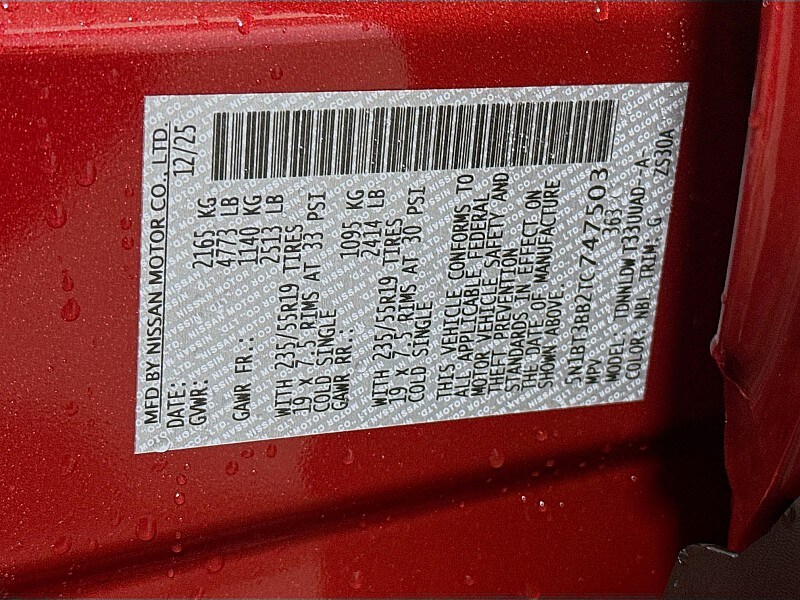 MFD BY NISSAN MOTOR CO., LTD.
DATE: 12/25
GVWR: 2165 KG
4773 LB
GAWR FR.: 1140 KG
2513 LB
WITH 235/55R19 TIRES
19 X 7.5 RIMS AT 33 PSI
COLD SINGLE
GAWR RR.: 1095 KG
2414 LB
WITH 235/55R19 TIRES
19 X 7.5 RIMS AT 30 PSI
COLD SINGLE
THIS VEHICLE CONFORMS TO
ALL APPLICABLE FEDERAL
MOTOR VEHICLE SAFETY AND
THEFT PREVENTION
STANDARDS IN EFFECT ON
THE DATE OF MANUFACTURE
SHOWN ABOVE.
5N1BT3BB2TC747503
MPV 363
MODEL: TDNNLDW T33UUAD--A
COLOR: NBL TRIM: G ZS30A